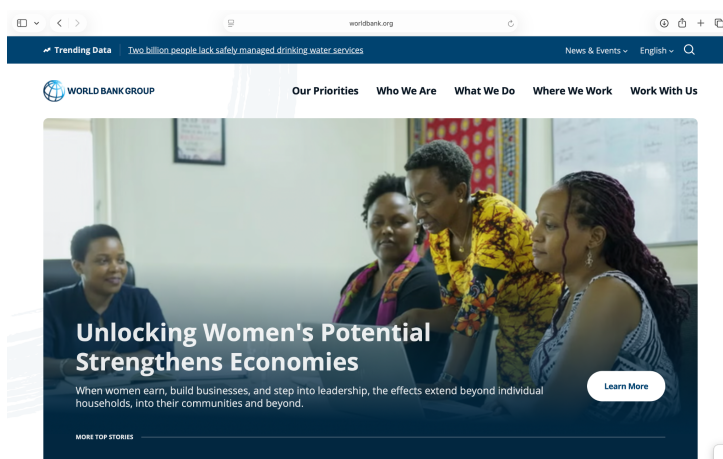 worldbank.org
Trending Data Two billion people lack safely managed drinking water services News & Events English
WORLD BANK GROUP Our Priorities Who We Are What We Do Where We Work Work With Us
Unlocking Women's Potential
Strengthens Economies
When women earn, build businesses, and step into leadership, the effects extend beyond individual
households, into their communities and beyond.
Learn More
MORE TOP STORIES